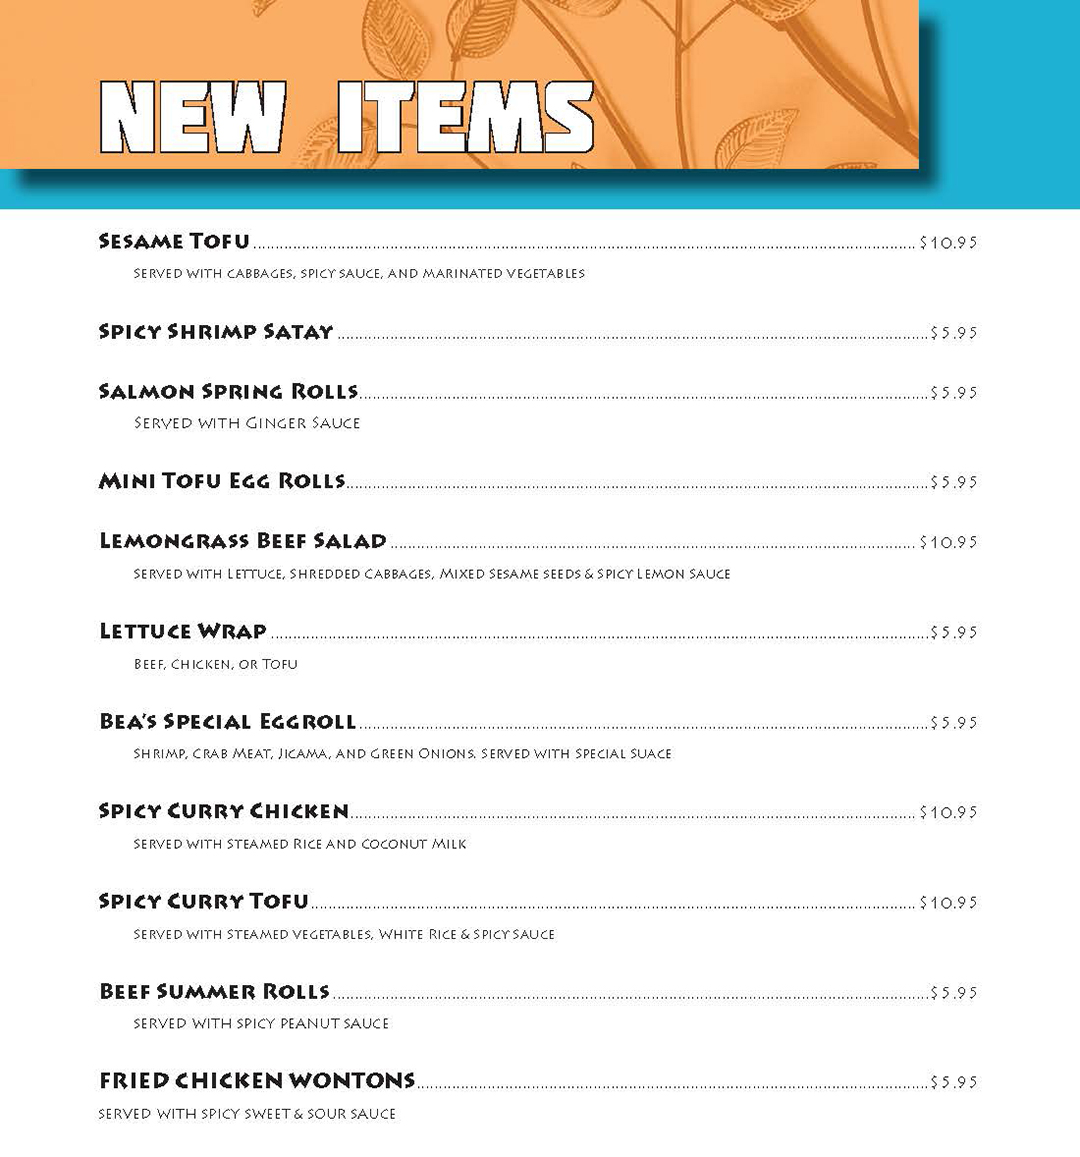 NEW ITEMS
Sesame Tofu $10.95
Served with cabbages, spicy sauce, and marinated vegetables
Spicy Shrimp Satay $5.95
Salmon Spring Rolls $5.95
Served with Ginger Sauce
Mini Tofu Egg Rolls $5.95
Lemongrass Beef Salad $10.95
Served with Lettuce, Shredded Cabbages, Mixed Sesame seeds & Spicy Lemon Sauce
Lettuce Wrap $5.95
Beef, Chicken, or Tofu
Bea's Special Eggroll $5.95
Shrimp, Crab Meat, Jicama, and Green Onions. Served with Special Suace
Spicy Curry Chicken $10.95
Served with Steamed Rice and Coconut Milk
Spicy Curry Tofu $10.95
Served with Steamed vegetables, White Rice & Spicy Sauce
Beef Summer Rolls $5.95
Served with spicy peanut sauce
FRIED CHICKEN WONTONS $5.95
Served with spicy sweet & sour sauce